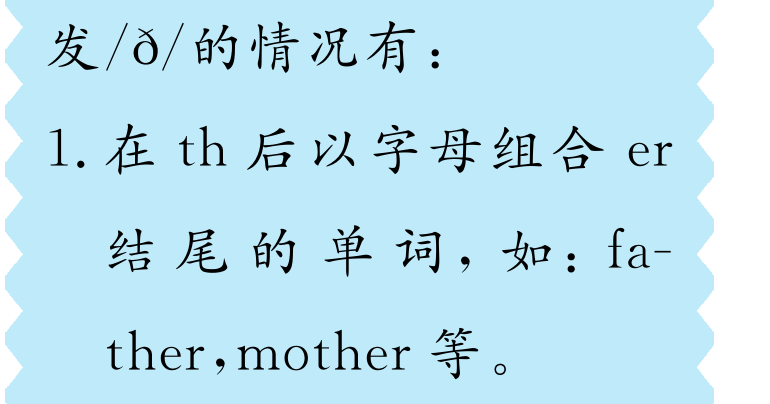 发/ð/的情况有：
1. 在 th 后以字母组合 er
结尾的单词，如：fa-
ther,mother 等。